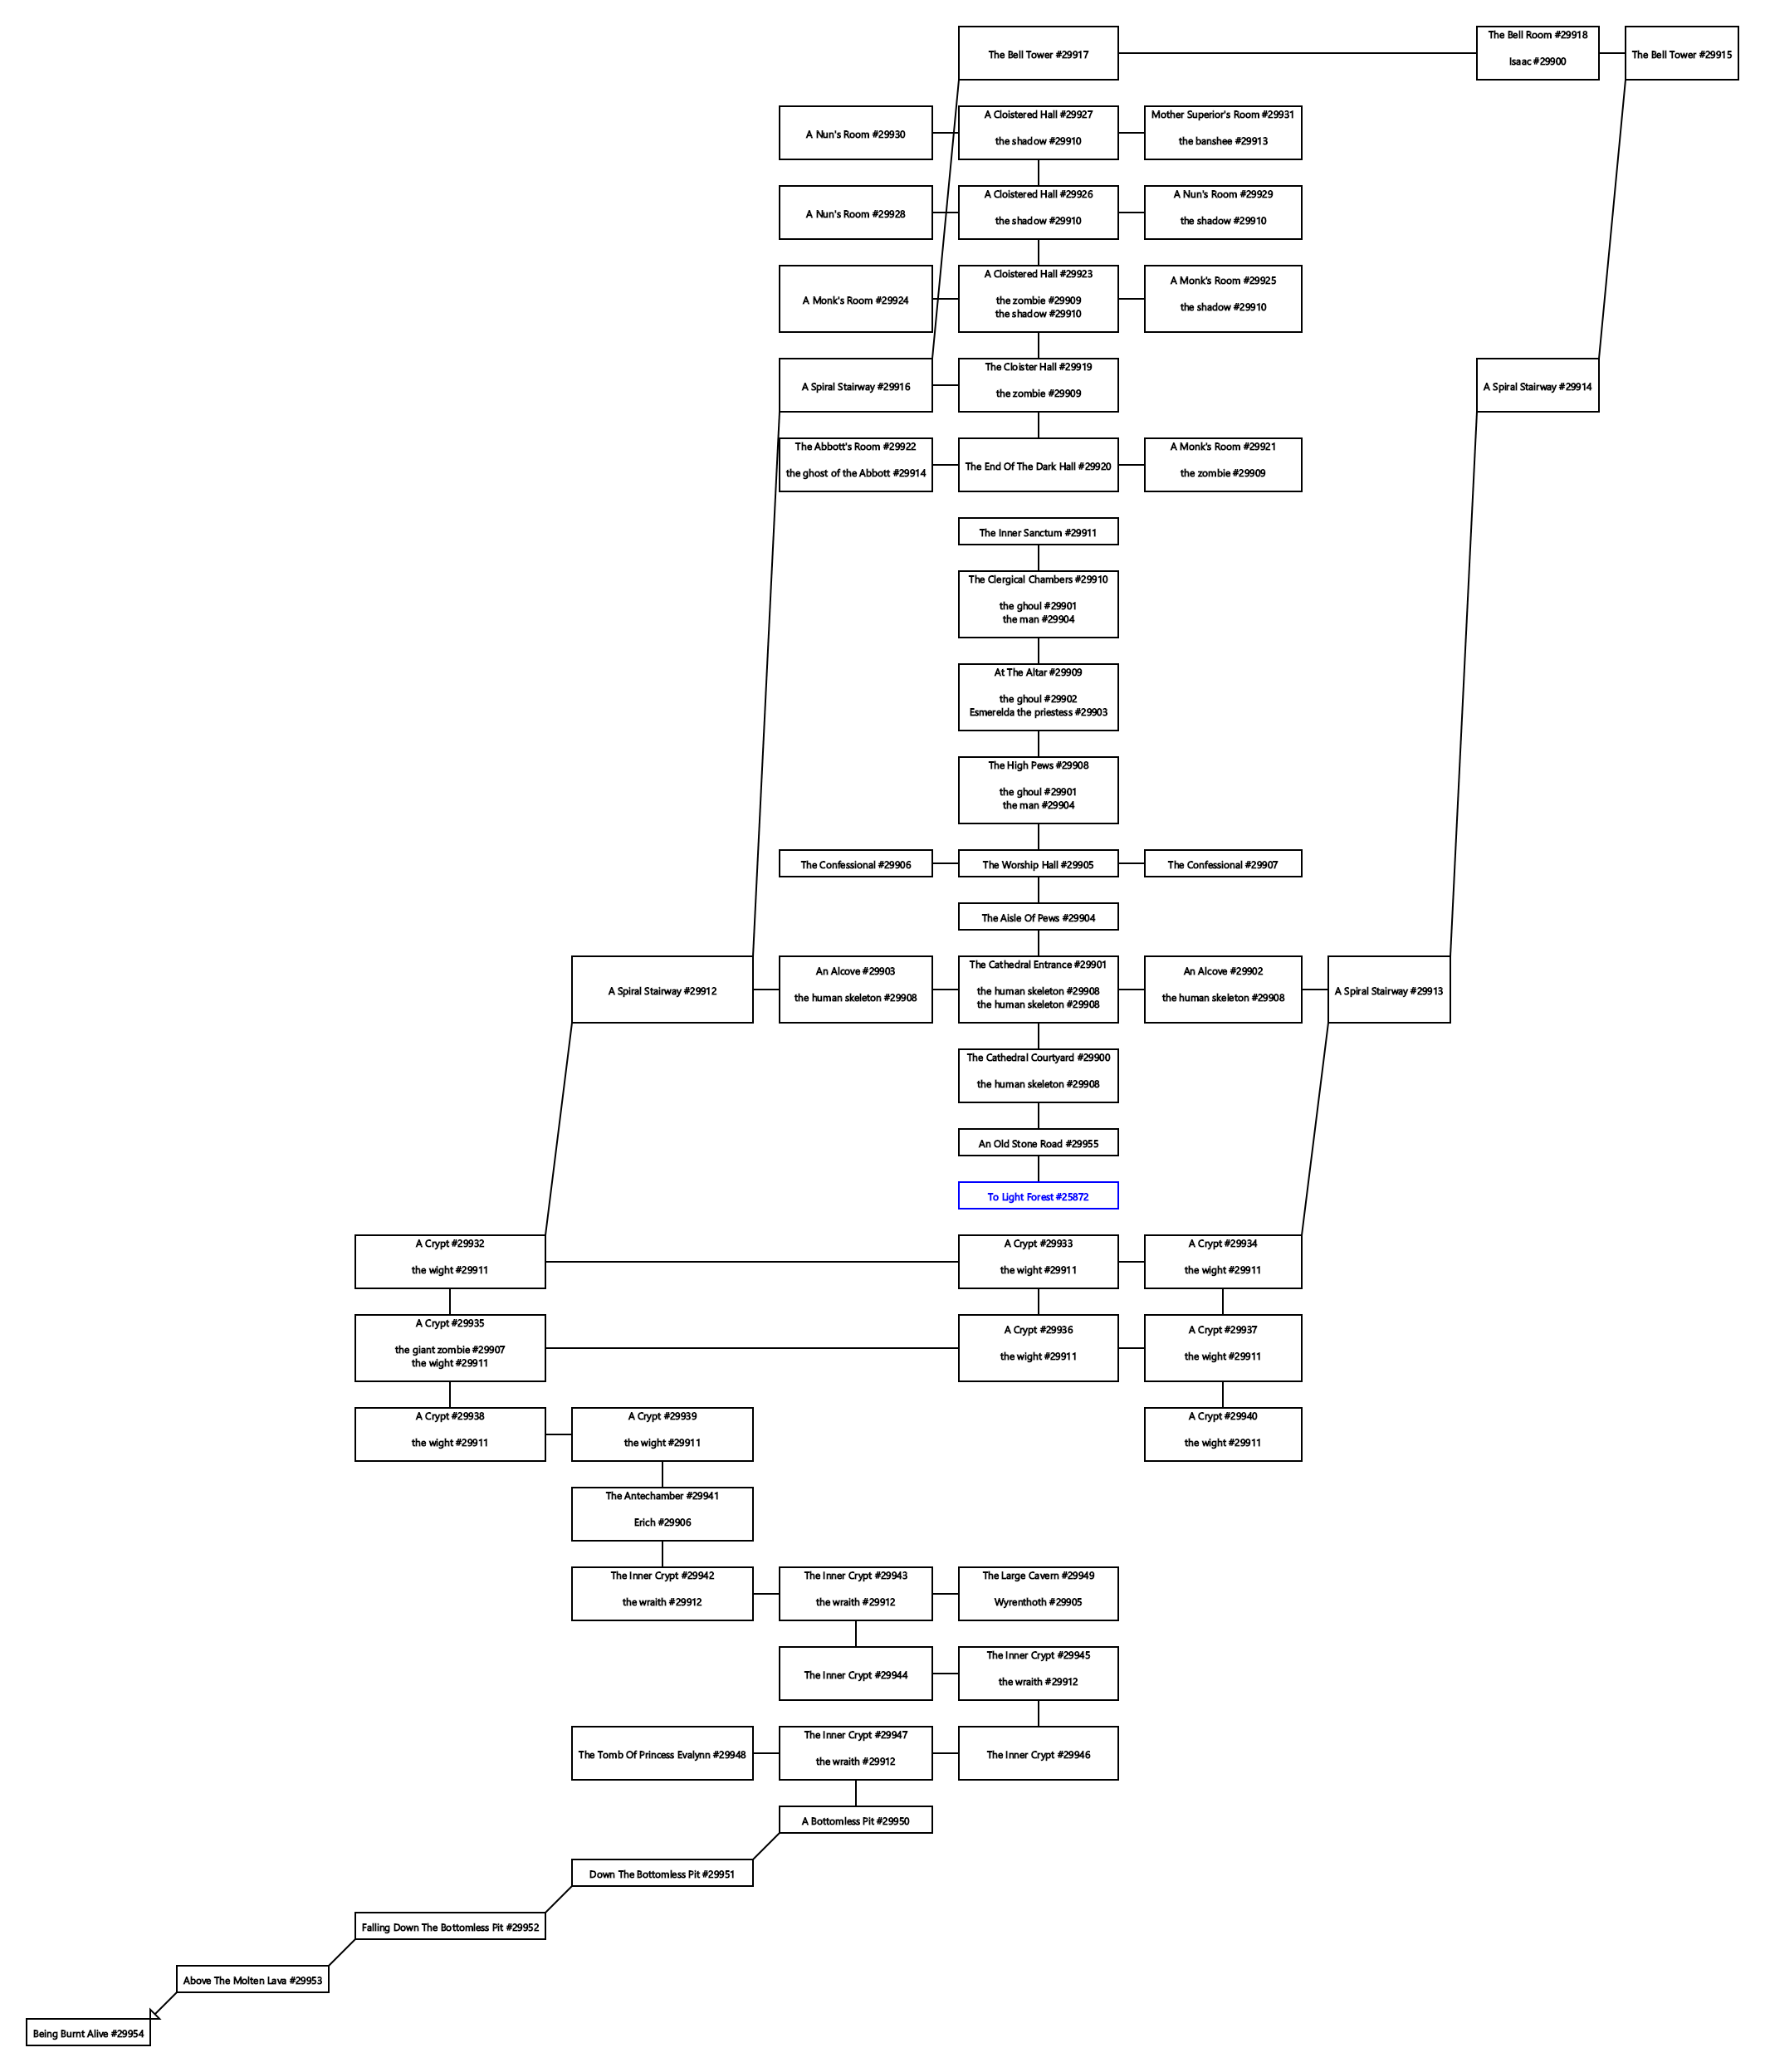 The Bell Tower #29917
The Bell Room #29918
Isaac #29900
The Bell Tower #29915
A Nun's Room #29930
A Cloistered Hall #29927
the shadow #29910
Mother Superior's Room #29931
the banshee #29913
A Nun's Room #29928
A Cloistered Hall #29926
the shadow #29910
A Nun's Room #29929
the shadow #29910
A Monk's Room #29924
A Cloistered Hall #29923
the zombie #29909
the shadow #29910
A Monk's Room #29925
the shadow #29910
A Spiral Stairway #29916
The Cloister Hall #29919
the zombie #29909
A Spiral Stairway #29914
The Abbott's Room #29922
the ghost of the Abbott #29914
The End Of The Dark Hall #29920
A Monk's Room #29921
the zombie #29909
The Inner Sanctum #29911
The Clergical Chambers #29910
the ghoul #29901
the man #29904
At The Altar #29909
the ghoul #29902
Esmerelda the priestess #29903
The High Pews #29908
the ghoul #29901
the man #29904
The Confessional #29906
The Worship Hall #29905
The Confessional #29907
The Aisle Of Pews #29904
A Spiral Stairway #29912
An Alcove #29903
the human skeleton #29908
The Cathedral Entrance #29901
the human skeleton #29908
the human skeleton #29908
An Alcove #29902
the human skeleton #29908
A Spiral Stairway #29913
The Cathedral Courtyard #29900
the human skeleton #29908
An Old Stone Road #29955
To Light Forest #25872
A Crypt #29932
the wight #29911
A Crypt #29933
the wight #29911
A Crypt #29934
the wight #29911
A Crypt #29935
the giant zombie #29907
the wight #29911
A Crypt #29936
the wight #29911
A Crypt #29937
the wight #29911
A Crypt #29938
the wight #29911
A Crypt #29939
the wight #29911
A Crypt #29940
the wight #29911
The Antechamber #29941
Erich #29906
The Inner Crypt #29942
the wraith #29912
The Inner Crypt #29943
the wraith #29912
The Large Cavern #29949
Wyrenthoth #29905
The Inner Crypt #29944
The Inner Crypt #29945
the wraith #29912
The Tomb Of Princess Evalynn #29948
The Inner Crypt #29947
the wraith #29912
The Inner Crypt #29946
A Bottomless Pit #29950
Down The Bottomless Pit #29951
Falling Down The Bottomless Pit #29952
Above The Molten Lava #29953
Being Burnt Alive #29954